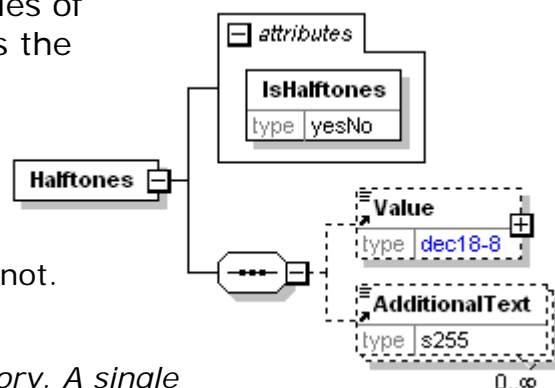 es of
s the
attributes
IsHalftones
type yesNo
Halftones
Value
type dec18-8
not.
AdditionalText
type s255
ory. A single
0..∞